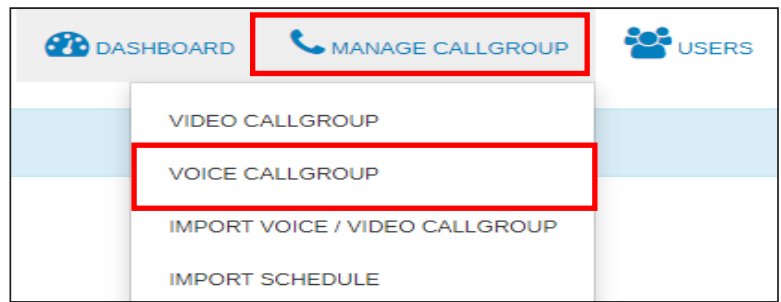 DASHBOARD MANAGE CALLGROUP USERS
VIDEO CALLGROUP
VOICE CALLGROUP
IMPORT VOICE / VIDEO CALLGROUP
IMPORT SCHEDULE